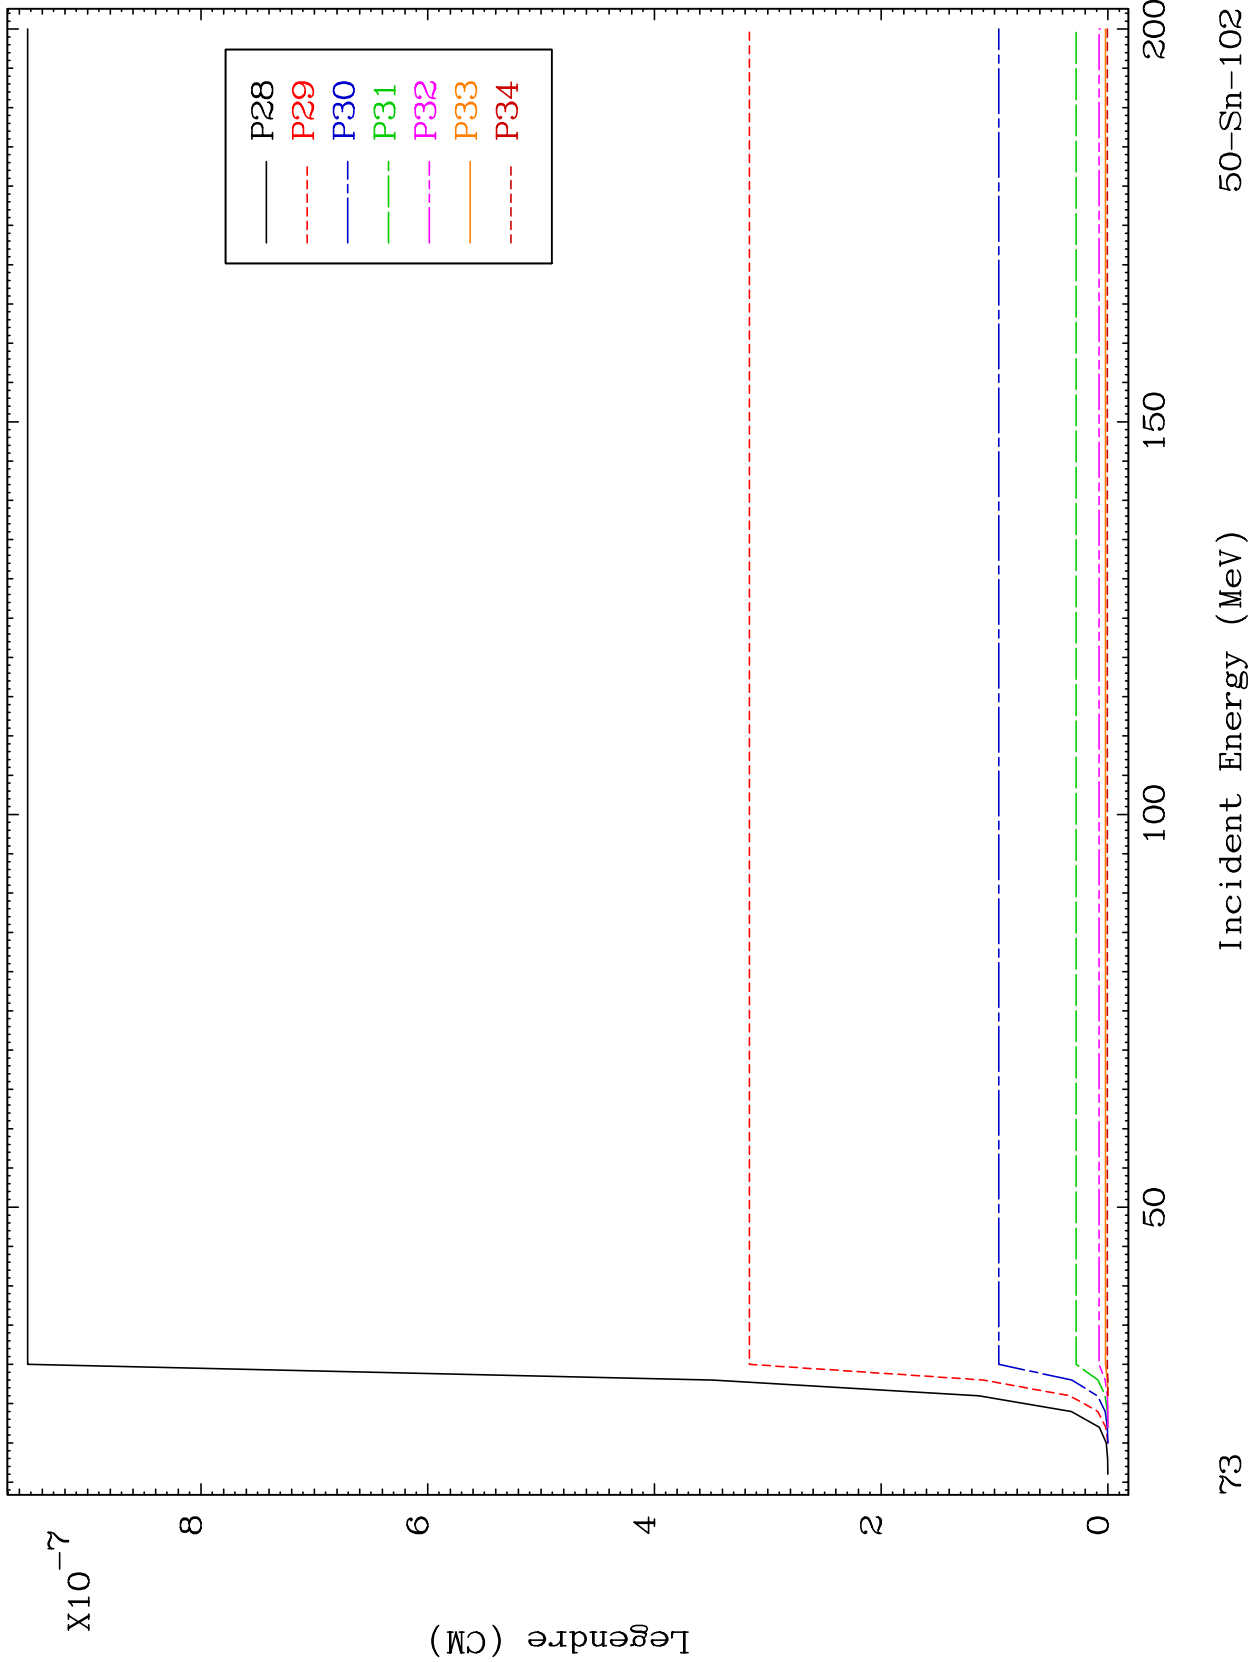 X10⁻⁷
8
6
4
2
0
Legendre (CM)
P28
P29
P30
P31
P32
P33
P34
50
100
150
200
Incident Energy (MeV)
73
50-Sn-102